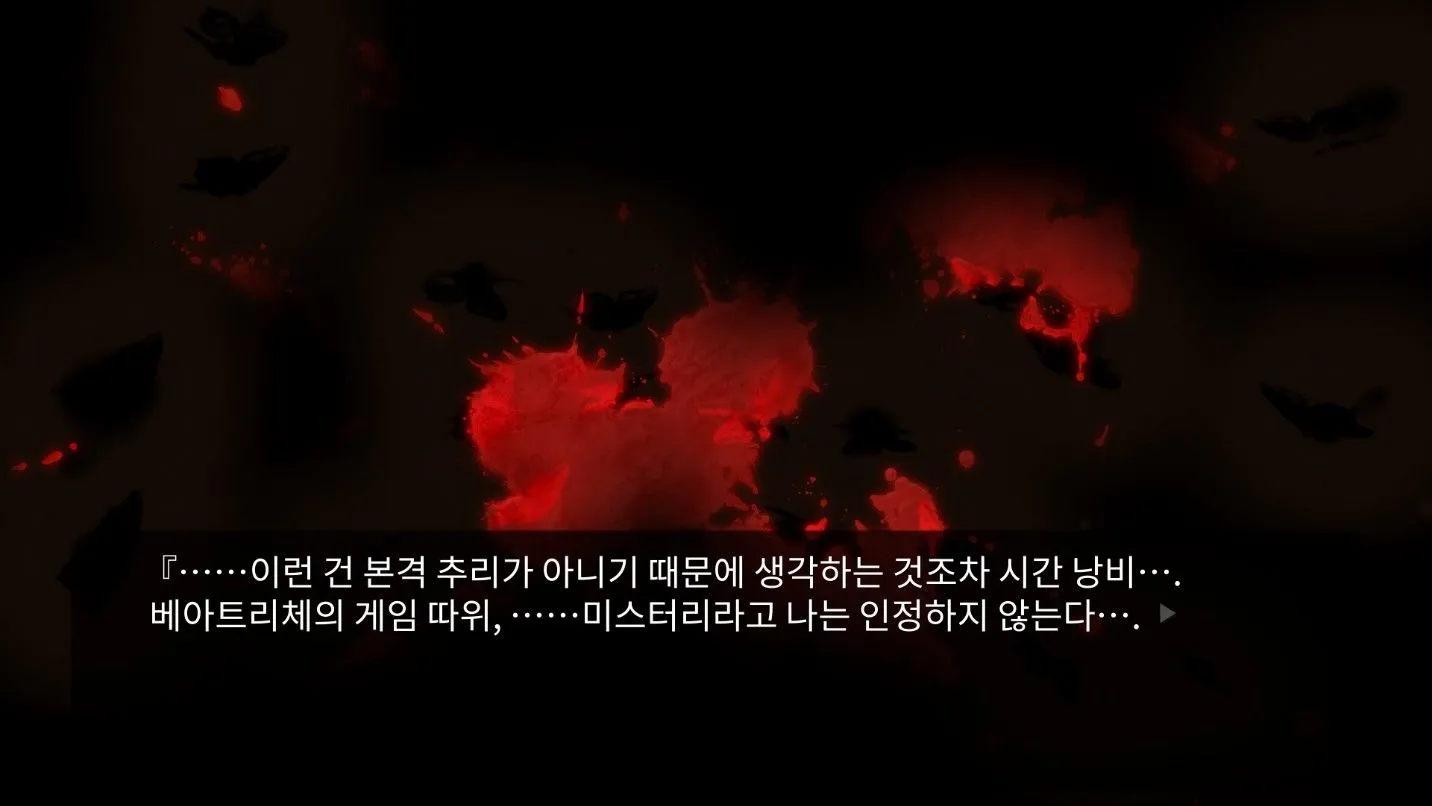 『……이런 건 본격 추리가 아니기 때문에 생각하는 것조차 시간 낭비….
베아트리체의 게임 따위, ……미스터리라고 나는 인정하지 않는다….